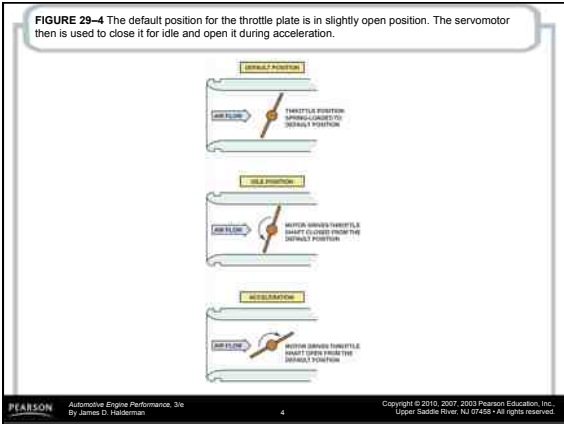 FIGURE 29–4 The default position for the throttle plate is in slightly open position. The servomotor
then is used to close it for idle and open it during acceleration.
DEFAULT POSITION
AIR FLOW
THROTTLE POSITION
SPRING-LOADED TO
DEFAULT POSITION
IDLE POSITION
AIR FLOW
MOTOR DRIVES THROTTLE
SHAFT CLOSED FROM THE
DEFAULT POSITION
ACCELERATION
AIR FLOW
MOTOR DRIVES THROTTLE
SHAFT OPEN FROM THE
DEFAULT POSITION
PEARSON
Automotive Engine Performance, 3/e
By James D. Halderman
4
Copyright © 2010, 2007, 2003 Pearson Education, Inc.,
Upper Saddle River, NJ 07458 • All rights reserved.